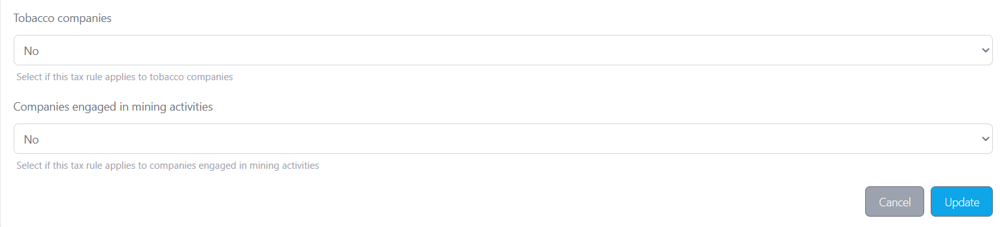 Tobacco companies
No
Select if this tax rule applies to tobacco companies
Companies engaged in mining activities
No
Select if this tax rule applies to companies engaged in mining activities
Cancel
Update